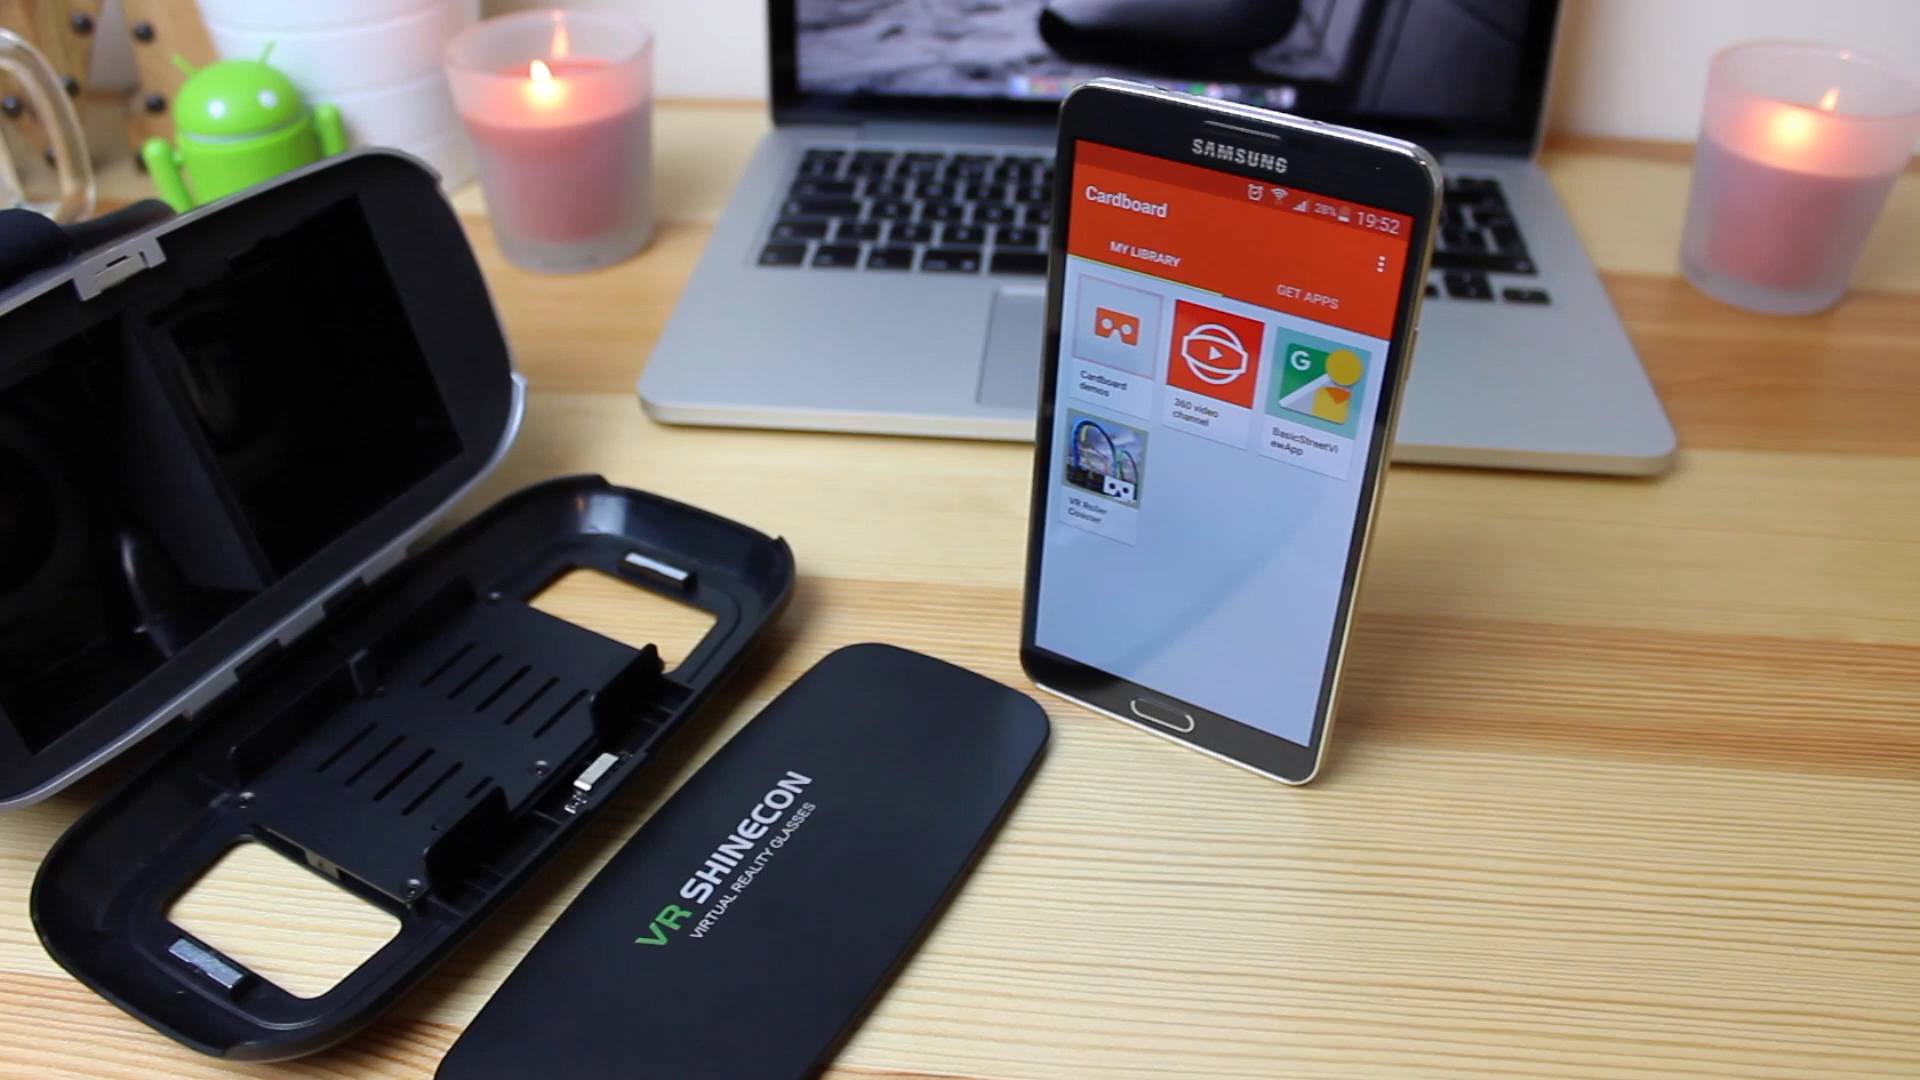 SAMSUNG
28% 19:52
Cardboard
MY LIBRARY
GET APPS
Cardboard
demos
360 video
channel
G
BasicStreetVi
ewApp
VR Roller
Coaster
VR SHINECON
VIRTUAL REALITY GLASSES